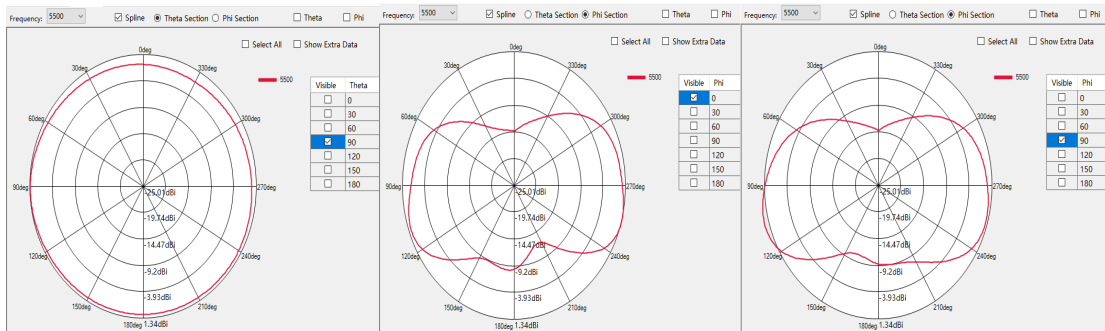 Frequency: 5500 Spline Theta Section Phi Section Theta Phi
Select All Show Extra Data
0deg
30deg 330deg
5500
Visible Theta
0
30
60
90
120
150
180
60deg 300deg
90deg 270deg
-25.01dBi
-19.74dBi
-14.47dBi
120deg 240deg
-9.2dBi
-3.93dBi
150deg 210deg
180deg 1.34dBi
Frequency: 5500 Spline Theta Section Phi Section Theta Phi
Select All Show Extra Data
0deg
30deg 330deg
5500
Visible Phi
0
30
60
90
120
150
180
60deg 300deg
90deg 270deg
-25.01dBi
-19.74dBi
-14.47dBi
120deg 240deg
-9.2dBi
-3.93dBi
150deg 210deg
180deg 1.34dBi
Frequency: 5500 Spline Theta Section Phi Section Theta Phi
Select All Show Extra Data
0deg
30deg 330deg
5500
Visible Phi
0
30
60
90
120
150
180
60deg 300deg
90deg 270deg
-25.01dBi
-19.74dBi
-14.47dBi
120deg 240deg
-9.2dBi
-3.93dBi
150deg 210deg
180deg 1.34dBi